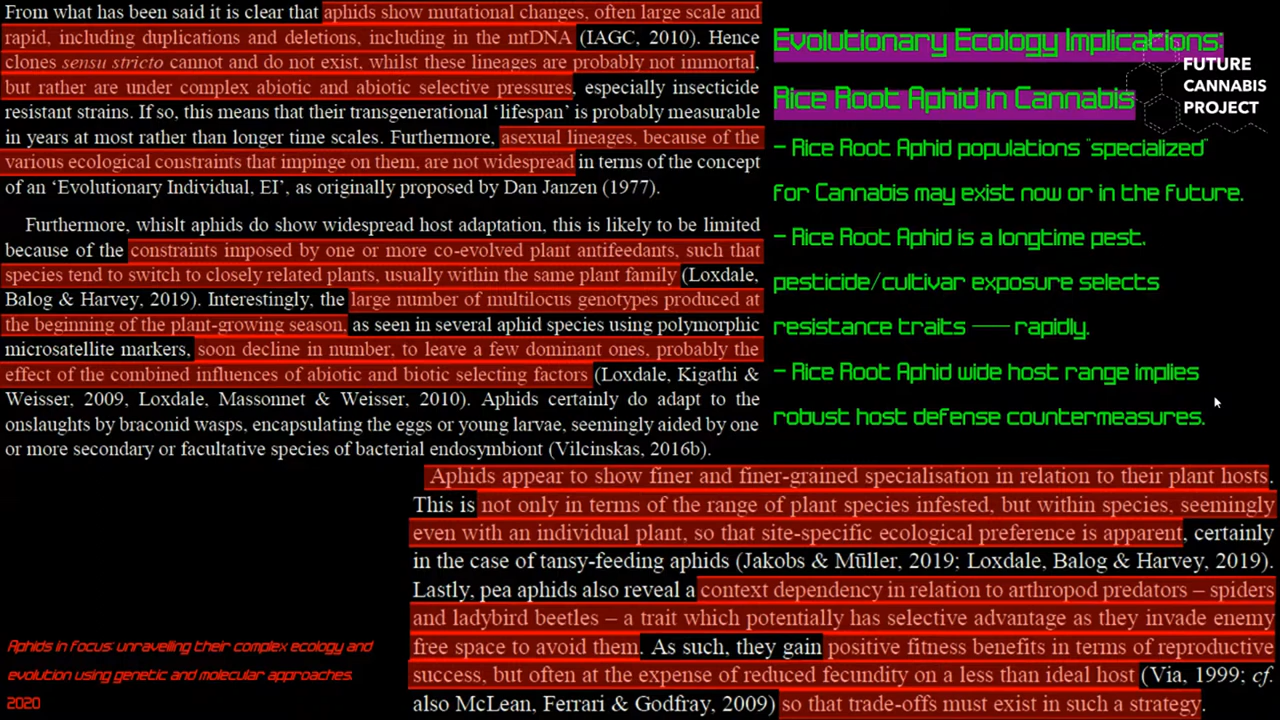 From what has been said it is clear that aphids show mutational changes, often large scale and
rapid, including duplications and deletions, including in the mtDNA (IAGC, 2010). Hence
clones sensu stricto cannot and do not exist, whilst these lineages are probably not immortal,
but rather are under complex abiotic and abiotic selective pressures, especially insecticide
resistant strains. If so, this means that their transgenerational ‘lifespan’ is probably measurable
in years at most rather than longer time scales. Furthermore, asexual lineages, because of the
various ecological constraints that impinge on them, are not widespread in terms of the concept
of an ‘Evolutionary Individual, EI’, as originally proposed by Dan Janzen (1977).
Furthermore, whislt aphids do show widespread host adaptation, this is likely to be limited
because of the constraints imposed by one or more co-evolved plant antifeedants, such that
species tend to switch to closely related plants, usually within the same plant family (Loxdale,
Balog & Harvey, 2019). Interestingly, the large number of multilocus genotypes produced at
the beginning of the plant-growing season, as seen in several aphid species using polymorphic
microsatellite markers, soon decline in number, to leave a few dominant ones, probably the
effect of the combined influences of abiotic and biotic selecting factors (Loxdale, Kigathi &
Weisser, 2009, Loxdale, Massonnet & Weisser, 2010). Aphids certainly do adapt to the
onslaughts by braconid wasps, encapsulating the eggs or young larvae, seemingly aided by one
or more secondary or facultative species of bacterial endosymbiont (Vilcinskas, 2016b).
Evolutionary Ecology Implications:
Rice Root Aphid in Cannabis
FUTURE
CANNABIS
PROJECT
- Rice Root Aphid populations "specialized"
for Cannabis may exist now or in the future.
- Rice Root Aphid is a longtime pest,
pesticide/cultivar exposure selects
resistance traits —— rapidly.
- Rice Root Aphid wide host range implies
robust host defense countermeasures.
Aphids appear to show finer and finer-grained specialisation in relation to their plant hosts.
This is not only in terms of the range of plant species infested, but within species, seemingly
even with an individual plant, so that site-specific ecological preference is apparent, certainly
in the case of tansy-feeding aphids (Jakobs & Mūller, 2019; Loxdale, Balog & Harvey, 2019).
Lastly, pea aphids also reveal a context dependency in relation to arthropod predators – spiders
and ladybird beetles – a trait which potentially has selective advantage as they invade enemy
free space to avoid them. As such, they gain positive fitness benefits in terms of reproductive
success, but often at the expense of reduced fecundity on a less than ideal host (Via, 1999; cf.
also McLean, Ferrari & Godfray, 2009) so that trade-offs must exist in such a strategy.
Aphids in focus: unravelling their complex ecology and
evolution using genetic and molecular approaches.
2020